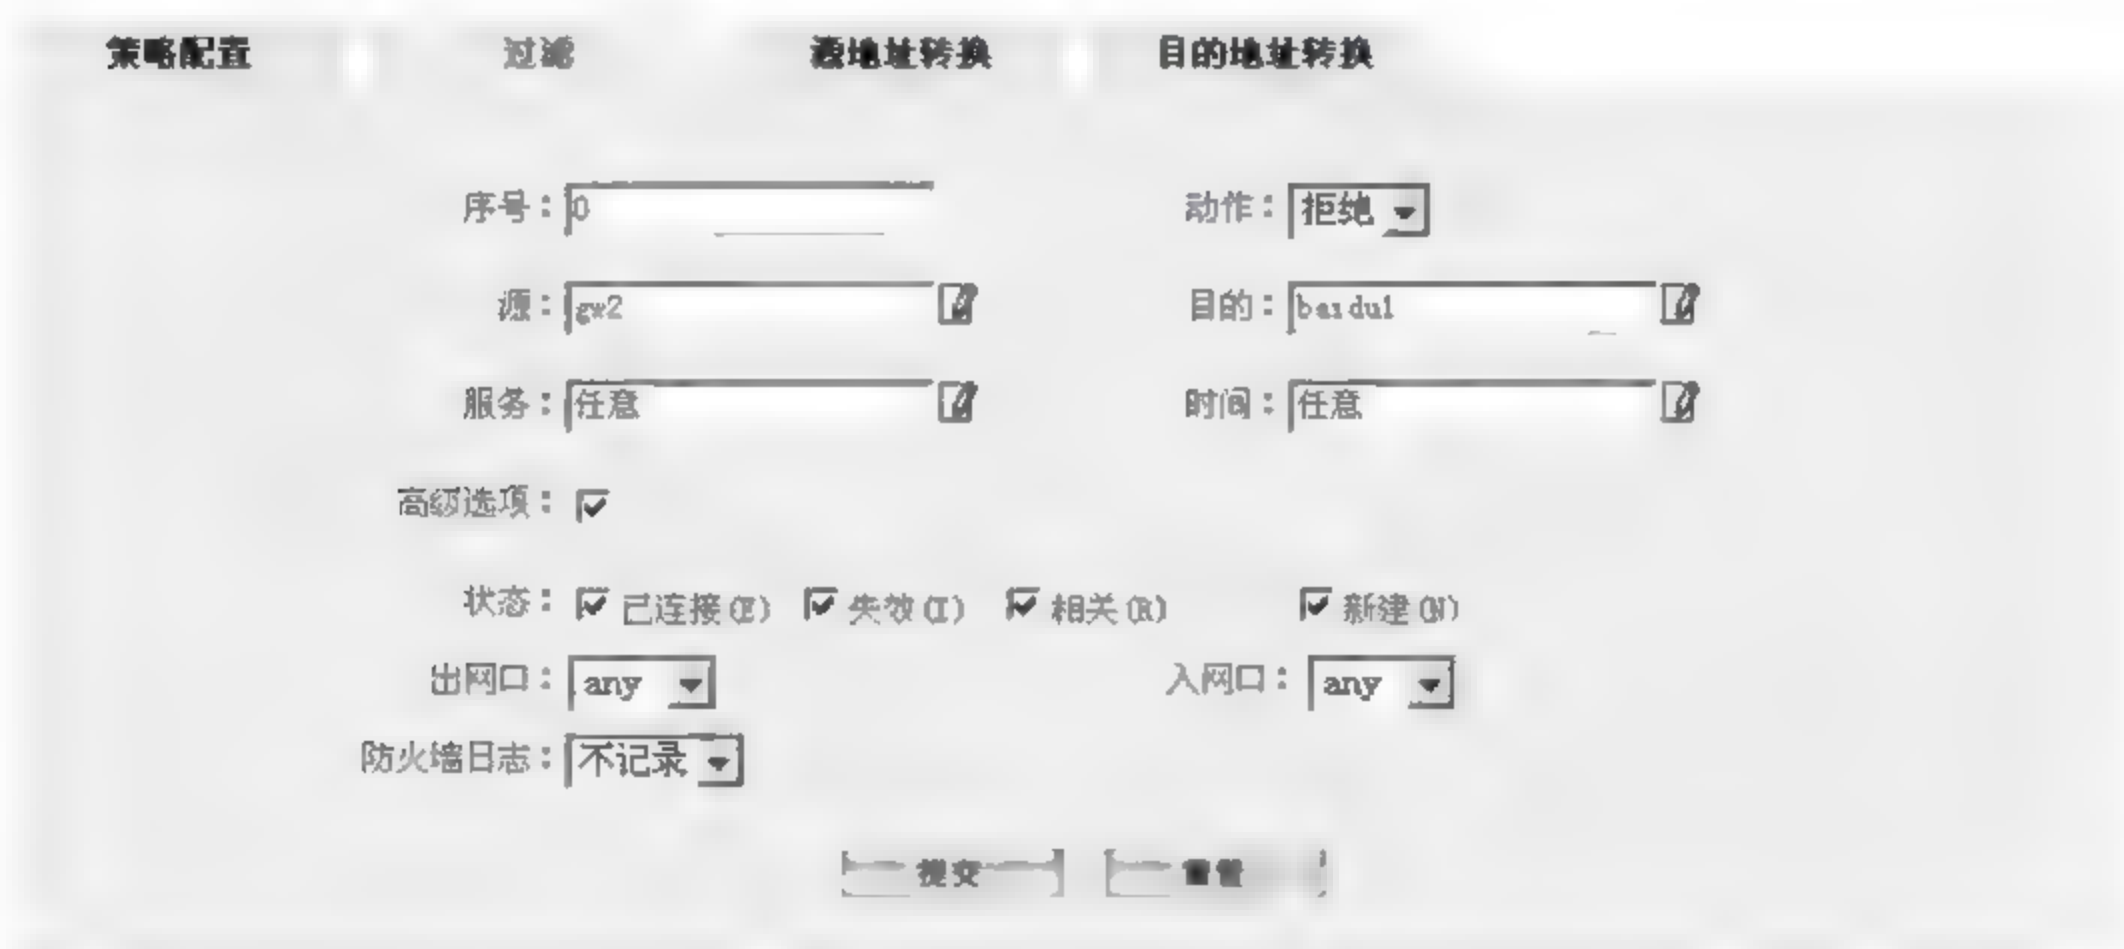 策略配置 过滤 源地址转换 目的地址转换
序号： 0 动作： 拒绝
源： gw2 目的： baidu1
服务： 任意 时间： 任意
高级选项：
状态： 已连接(E) 失效(I) 相关(R) 新建(N)
出网口： any 入网口： any
防火墙日志： 不记录
提交